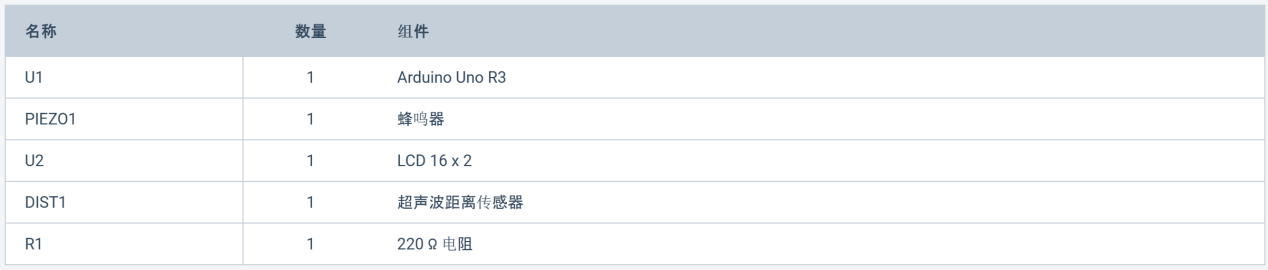 名称 数量 组件
U1 1 Arduino Uno R3
PIEZO1 1 蜂鸣器
U2 1 LCD 16 x 2
DIST1 1 超声波距离传感器
R1 1 220 Ω 电阻